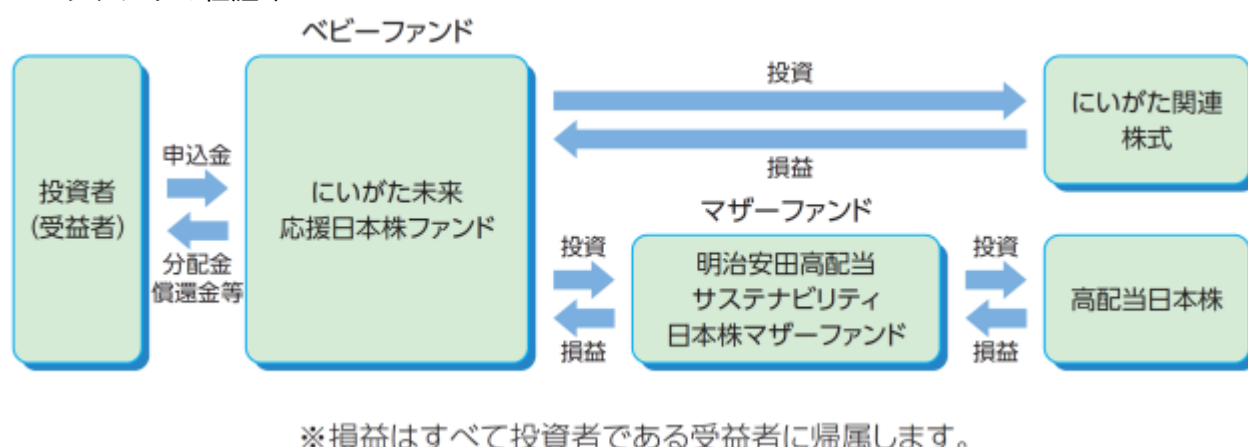 ベビーファンド
投資者
(受益者)
申込金
分配金
償還金等
にいがた未来
応援日本株ファンド
投資
損益
にいがた関連
株式
マザーファンド
投資
損益
明治安田高配当
サステナビリティ
日本株マザーファンド
投資
損益
高配当日本株
※損益はすべて投資者である受益者に帰属します。